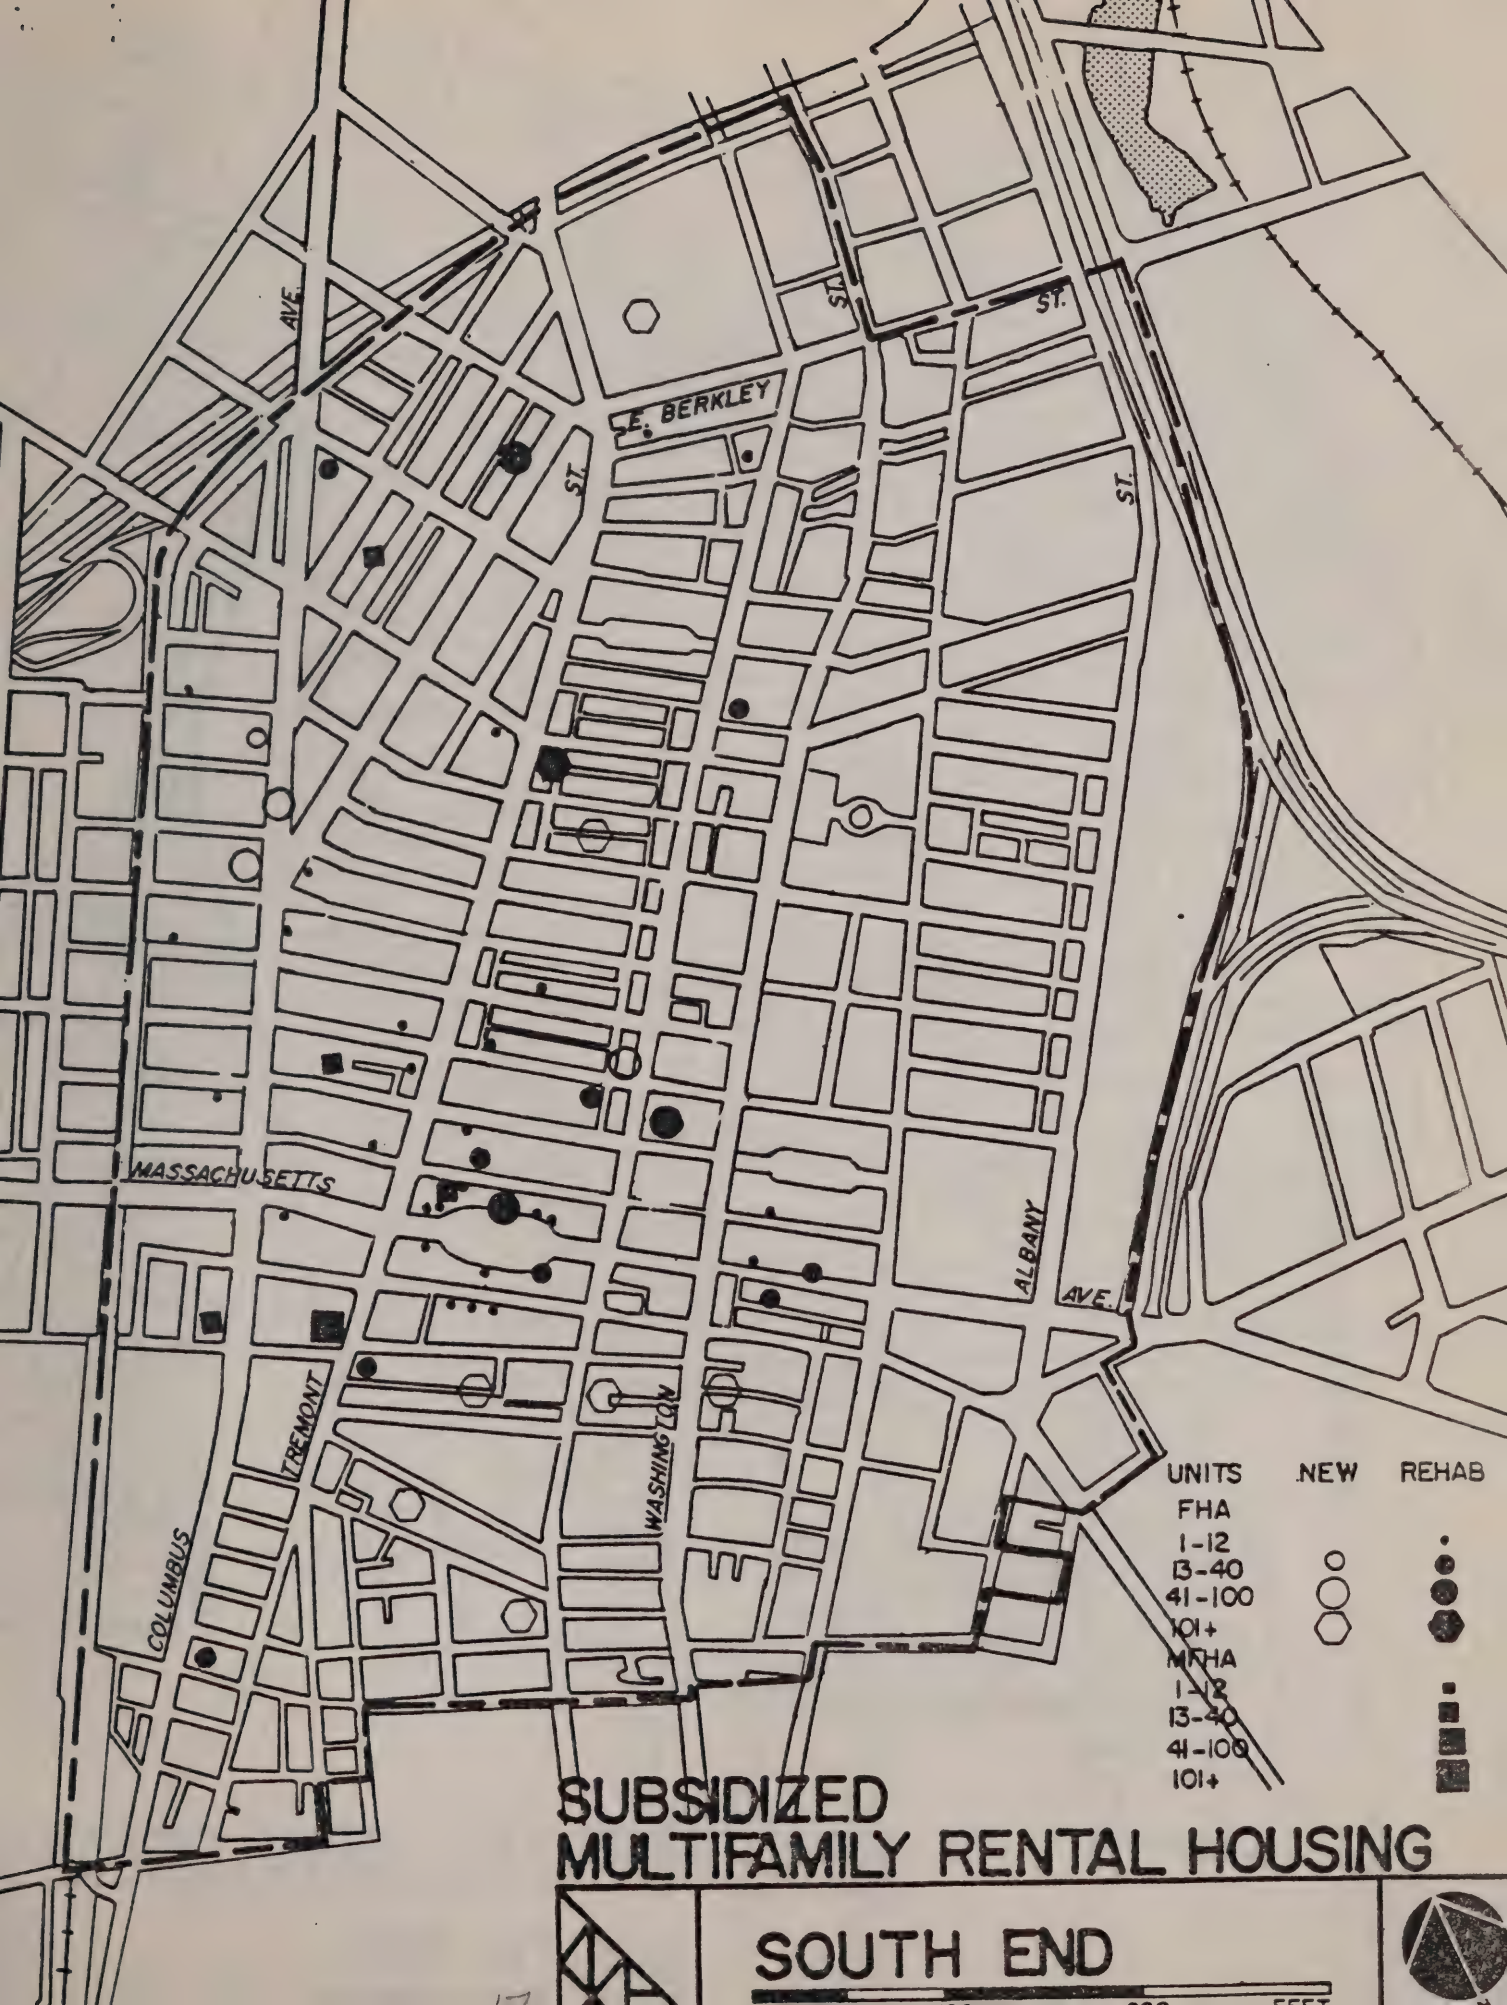 AVE.
ST.
ST.
E. BERKLEY
ST.
ST.
MASSACHUSETTS
ALBANY
AVE.
TREMONT
WASHINGTON
COLUMBUS
UNITS NEW REHAB
FHA
1-12
13-40
41-100
101+
MFHA
1-12
13-40
41-100
101+
SUBSIDIZED
MULTIFAMILY RENTAL HOUSING
SOUTH END
FEET
17